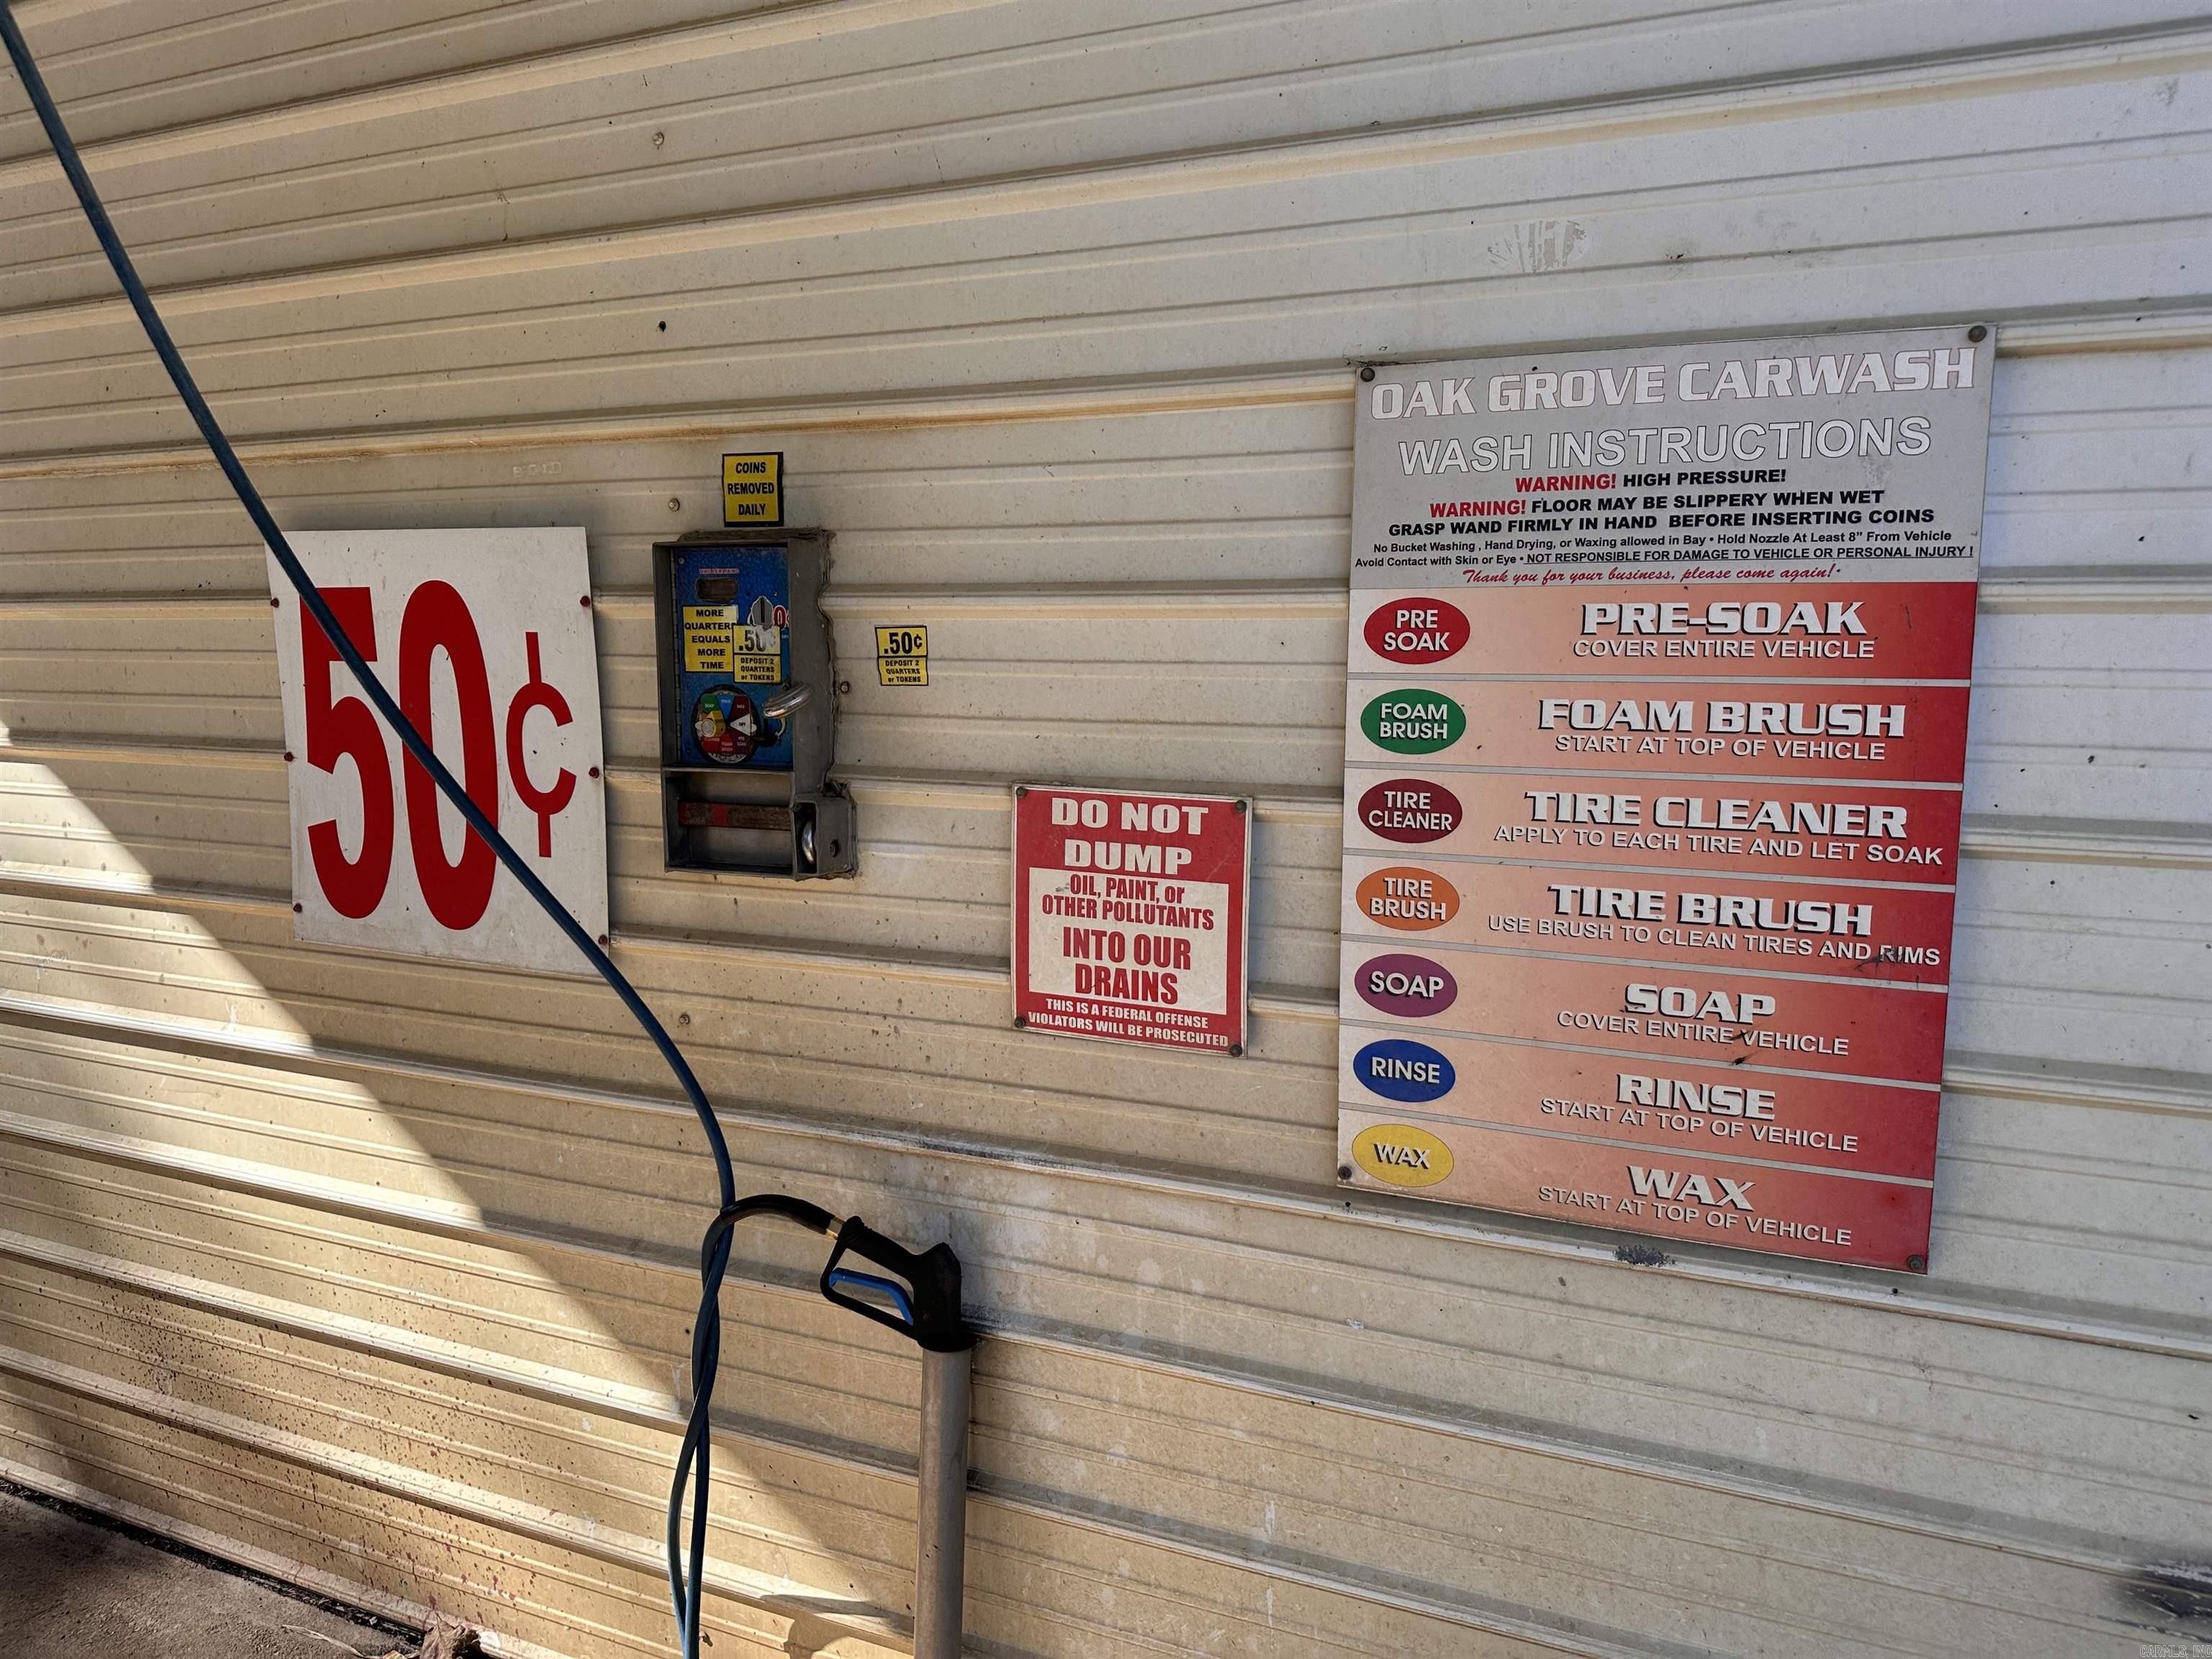 50¢
COINS
REMOVED
DAILY
MORE
QUARTERS
EQUALS
MORE
TIME
.50¢
DEPOSIT 2
QUARTERS
or TOKENS
.50¢
DEPOSIT 2
QUARTERS
or TOKENS
DO NOT
DUMP
OIL, PAINT, or
OTHER POLLUTANTS
INTO OUR
DRAINS
THIS IS A FEDERAL OFFENSE
VIOLATORS WILL BE PROSECUTED
OAK GROVE CARWASH
WASH INSTRUCTIONS
WARNING! HIGH PRESSURE!
WARNING! FLOOR MAY BE SLIPPERY WHEN WET
GRASP WAND FIRMLY IN HAND BEFORE INSERTING COINS
No Bucket Washing , Hand Drying, or Waxing allowed in Bay • Hold Nozzle At Least 8" From Vehicle
Avoid Contact with Skin or Eye • NOT RESPONSIBLE FOR DAMAGE TO VEHICLE OR PERSONAL INJURY !
Thank you for your business, please come again!
PRE
SOAK
PRE-SOAK
COVER ENTIRE VEHICLE
FOAM
BRUSH
FOAM BRUSH
START AT TOP OF VEHICLE
TIRE
CLEANER
TIRE CLEANER
APPLY TO EACH TIRE AND LET SOAK
TIRE
BRUSH
TIRE BRUSH
USE BRUSH TO CLEAN TIRES AND RIMS
SOAP
SOAP
COVER ENTIRE VEHICLE
RINSE
RINSE
START AT TOP OF VEHICLE
WAX
WAX
START AT TOP OF VEHICLE
CARMLS, INC